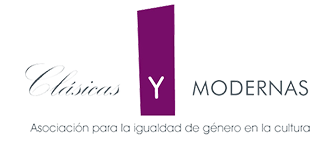 Clásicas Y MODERNAS
Asociación para la igualdad de género en la cultura